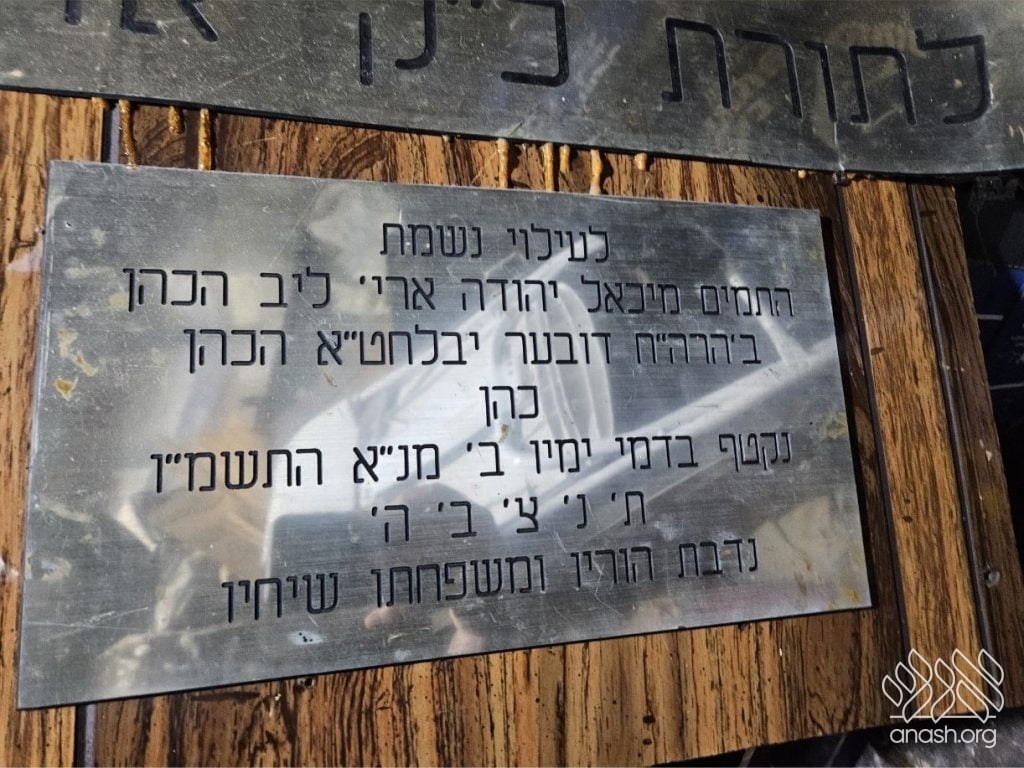 לתורת כ״ק א
לעילוי נשמת
התמים מיכאל יהודה ארי׳ ליב הכהן
ב׳הרה״ח דובער יבלחט״א הכהן
כהן
נקטף בדמי ימיו ב׳ מנ״א התשמ״ו
ת׳ נ׳ צ׳ ב׳ ה׳
נדבת הוריו ומשפחתו שיחיו
anash.org